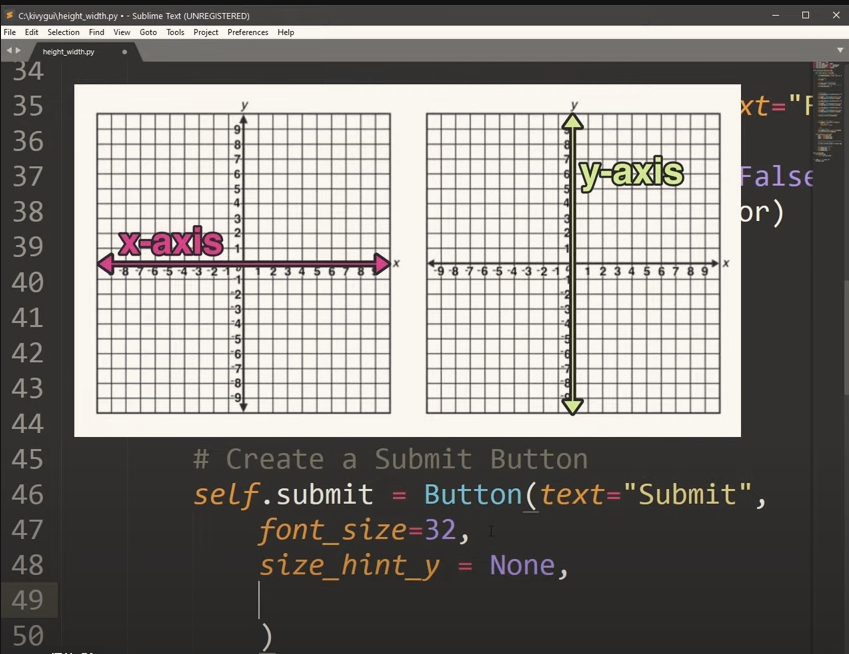 C:\kivygui\height_width.py • - Sublime Text (UNREGISTERED)
File Edit Selection Find View Goto Tools Project Preferences Help
height_width.py
34
35 xt="F
36
37 False
38 or)
39
40
41
42
43
44
y
9
8
7
6
5
4
3
2
1
x-axis
-8 -7 -6 -5 -4 -3 -2 -1 0 1 2 3 4 5 6 7 8 9 x
-1
-2
-3
-4
-5
-6
-7
-8
-9
y
9
8
7
y-axis
6
5
4
3
2
1
-9 -8 -7 -6 -5 -4 -3 -2 -1 1 2 3 4 5 6 7 8 9 x
-1
-2
-3
-4
-5
-6
-7
-8
-9
45 # Create a Submit Button
46 self.submit = Button(text="Submit",
47 font_size=32,
48 size_hint_y = None,
49
50 )